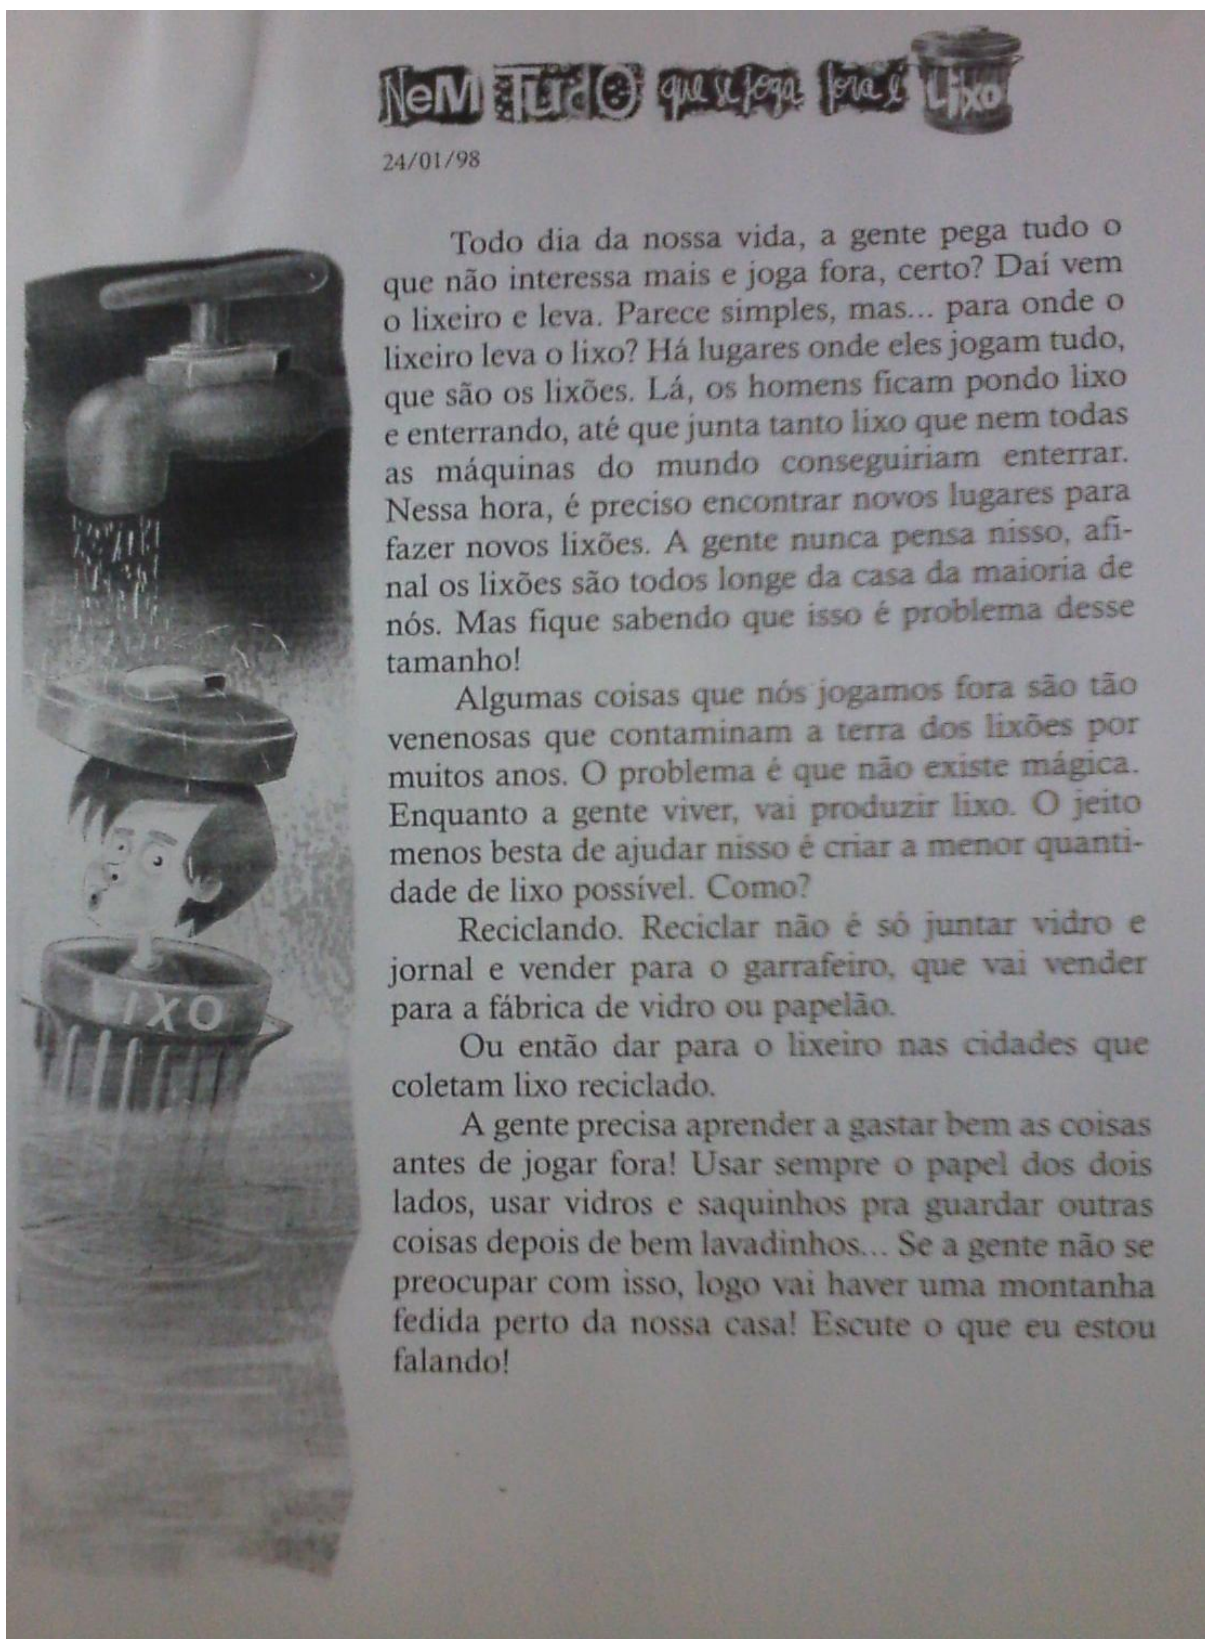 NeM TUDO que se joga fora é Lixo
24/01/98
Todo dia da nossa vida, a gente pega tudo o
que não interessa mais e joga fora, certo? Daí vem
o lixeiro e leva. Parece simples, mas... para onde o
lixeiro leva o lixo? Há lugares onde eles jogam tudo,
que são os lixões. Lá, os homens ficam pondo lixo
e enterrando, até que junta tanto lixo que nem todas
as máquinas do mundo conseguiriam enterrar.
Nessa hora, é preciso encontrar novos lugares para
fazer novos lixões. A gente nunca pensa nisso, afi-
nal os lixões são todos longe da casa da maioria de
nós. Mas fique sabendo que isso é problema desse
tamanho!
Algumas coisas que nós jogamos fora são tão
venenosas que contaminam a terra dos lixões por
muitos anos. O problema é que não existe mágica.
Enquanto a gente viver, vai produzir lixo. O jeito
menos besta de ajudar nisso é criar a menor quanti-
dade de lixo possível. Como?
Reciclando. Reciclar não é só juntar vidro e
jornal e vender para o garrafeiro, que vai vender
para a fábrica de vidro ou papelão.
Ou então dar para o lixeiro nas cidades que
coletam lixo reciclado.
A gente precisa aprender a gastar bem as coisas
antes de jogar fora! Usar sempre o papel dos dois
lados, usar vidros e saquinhos pra guardar outras
coisas depois de bem lavadinhos... Se a gente não se
preocupar com isso, logo vai haver uma montanha
fedida perto da nossa casa! Escute o que eu estou
falando!
LIXO